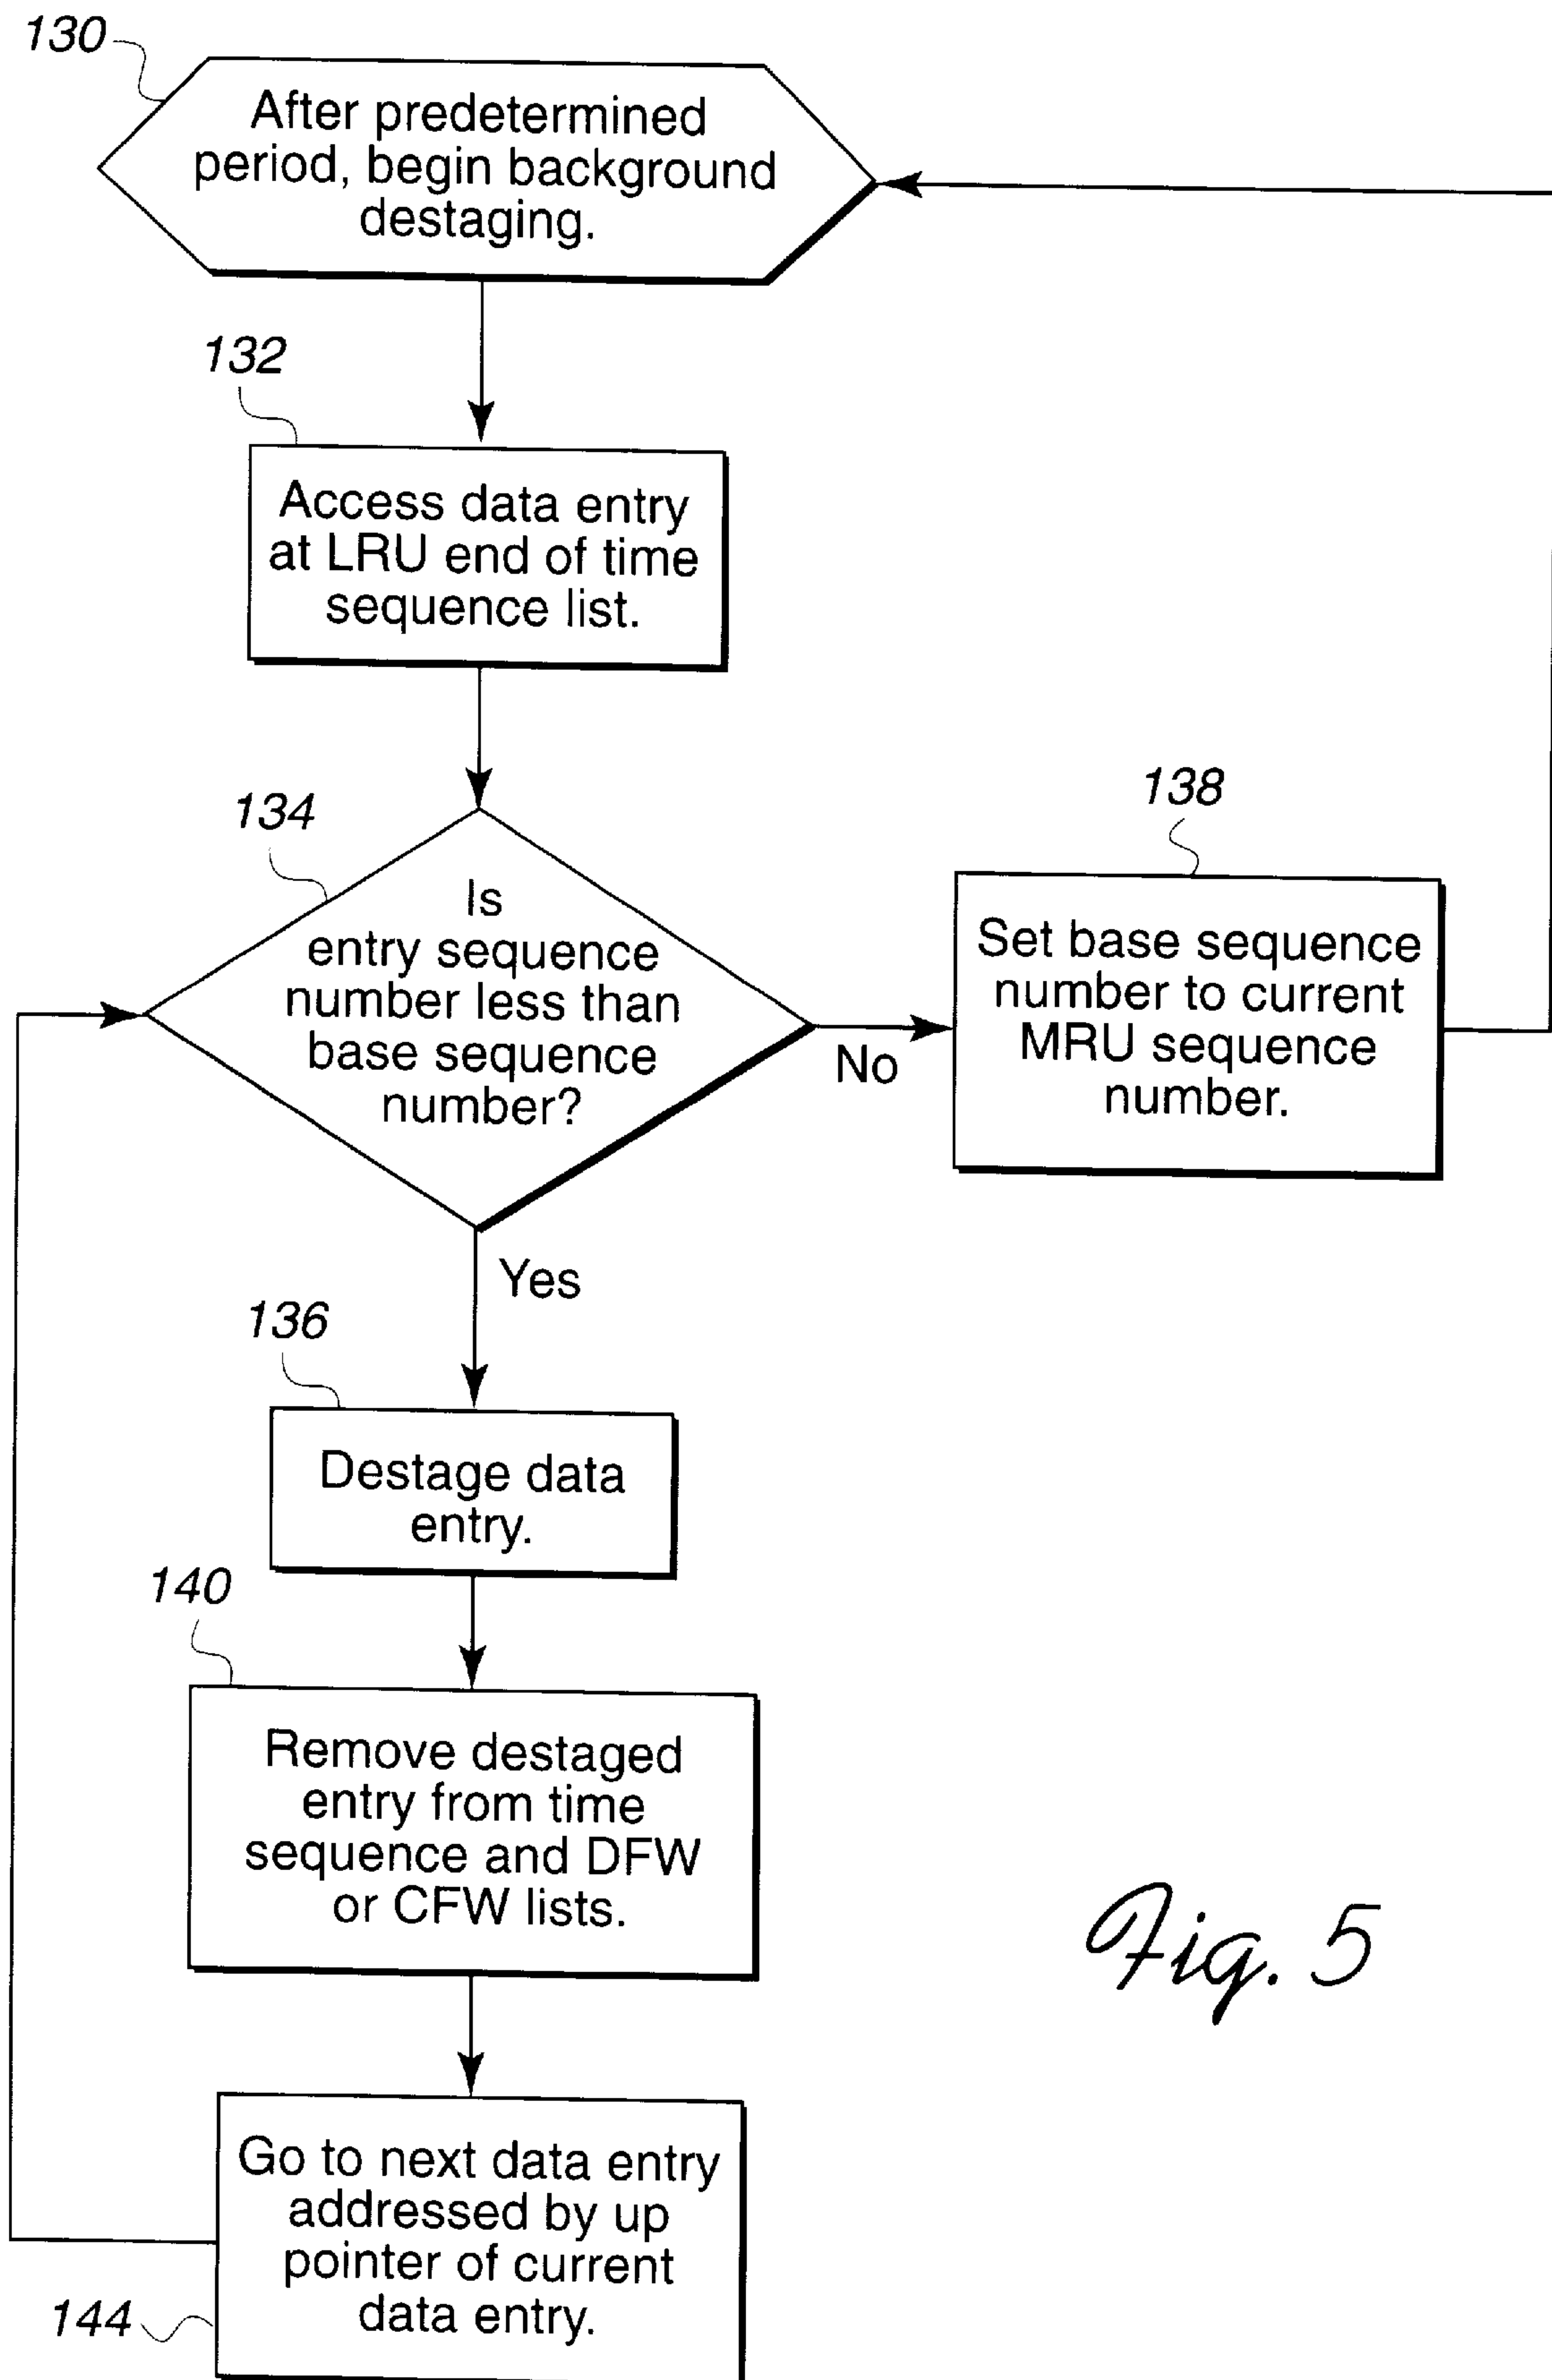 130
After predetermined
period, begin background
destaging.
132
Access data entry
at LRU end of time
sequence list.
134
Is
entry sequence
number less than
base sequence
number?
No
138
Set base sequence
number to current
MRU sequence
number.
Yes
136
Destage data
entry.
140
Remove destaged
entry from time
sequence and DFW
or CFW lists.
Go to next data entry
addressed by up
pointer of current
data entry.
144
Fig. 5